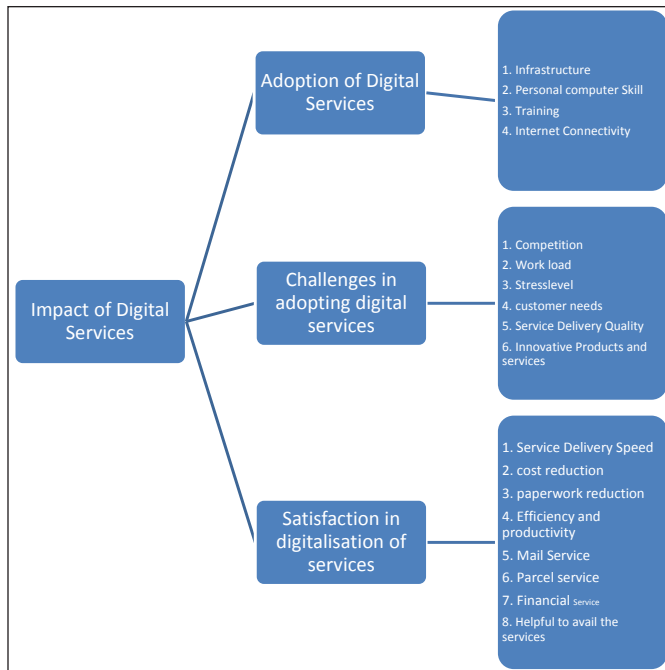 Impact of Digital
Services
Adoption of Digital
Services
1. Infrastructure
2. Personal computer Skill
3. Training
4. Internet Connectivity
Challenges in
adopting digital
services
1. Competition
2. Work load
3. Stresslevel
4. customer needs
5. Service Delivery Quality
6. Innovative Products and
services
Satisfaction in
digitalisation of
services
1. Service Delivery Speed
2. cost reduction
3. paperwork reduction
4. Efficiency and
productivity
5. Mail Service
6. Parcel service
7. Financial Service
8. Helpful to avail the
services